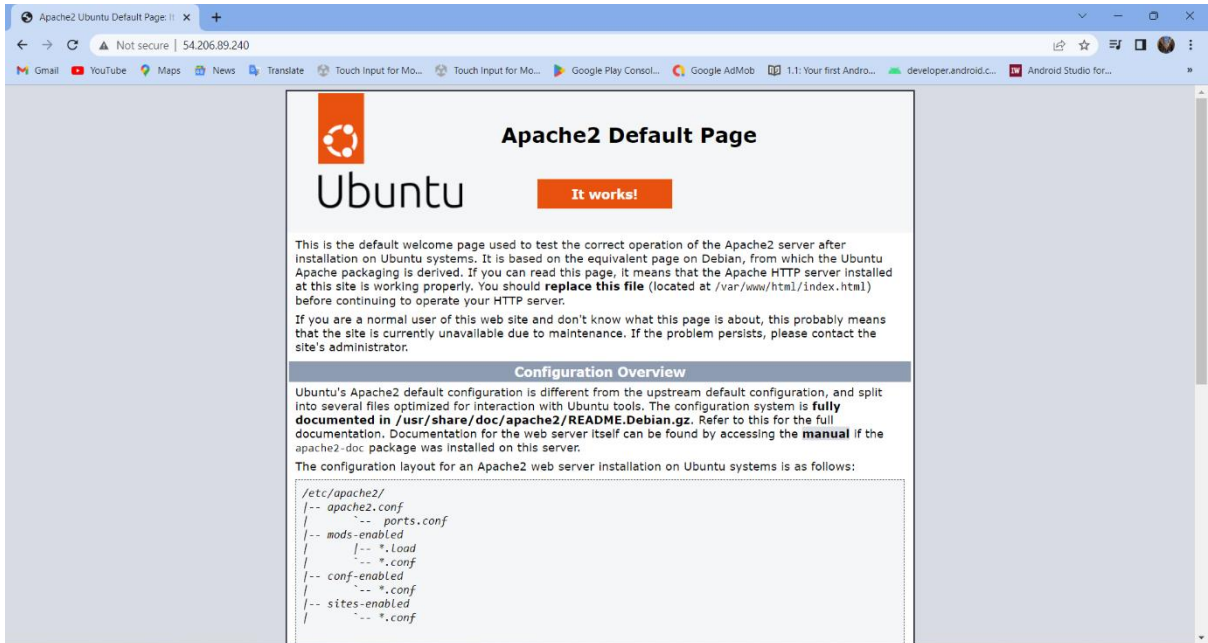 Apache2 Ubuntu Default Page: It
Not secure | 54.206.89.240
Gmail YouTube Maps News Translate Touch Input for Mo... Touch Input for Mo... Google Play Consol... Google AdMob 1.1: Your first Andro... developer.android.c... Android Studio for... »
Apache2 Default Page
Ubuntu
It works!
This is the default welcome page used to test the correct operation of the Apache2 server after
installation on Ubuntu systems. It is based on the equivalent page on Debian, from which the Ubuntu
Apache packaging is derived. If you can read this page, it means that the Apache HTTP server installed
at this site is working properly. You should replace this file (located at /var/www/html/index.html)
before continuing to operate your HTTP server.
If you are a normal user of this web site and don't know what this page is about, this probably means
that the site is currently unavailable due to maintenance. If the problem persists, please contact the
site's administrator.
Configuration Overview
Ubuntu's Apache2 default configuration is different from the upstream default configuration, and split
into several files optimized for interaction with Ubuntu tools. The configuration system is fully
documented in /usr/share/doc/apache2/README.Debian.gz. Refer to this for the full
documentation. Documentation for the web server itself can be found by accessing the manual if the
apache2-doc package was installed on this server.
The configuration layout for an Apache2 web server installation on Ubuntu systems is as follows:
/etc/apache2/
|-- apache2.conf
|       `--  ports.conf
|-- mods-enabled
|       |-- *.load
|       `-- *.conf
|-- conf-enabled
|       `-- *.conf
|-- sites-enabled
|       `-- *.conf